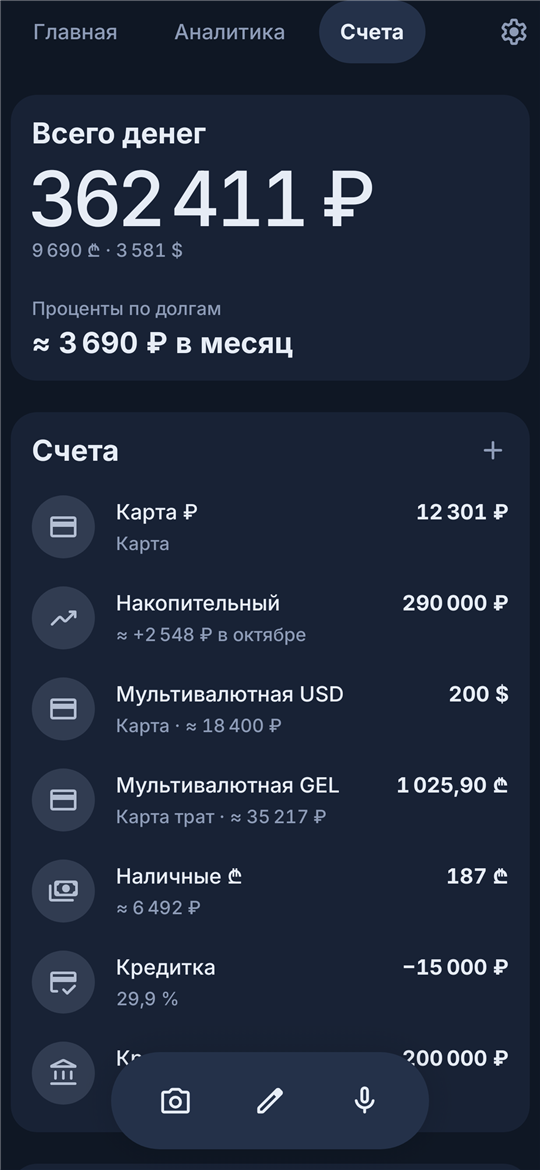 Главная Аналитика Счета
Всего денег
362 411 ₽
9 690 ₾ · 3 581 $
Проценты по долгам
≈ 3 690 ₽ в месяц
Счета
Карта ₽ 12 301 ₽
Карта
Накопительный 290 000 ₽
≈ +2 548 ₽ в октябре
Мультивалютная USD 200 $
Карта · ≈ 18 400 ₽
Мультивалютная GEL 1 025,90 ₾
Карта трат · ≈ 35 217 ₽
Наличные ₾ 187 ₾
≈ 6 492 ₽
Кредитка −15 000 ₽
29,9 %
200 000 ₽